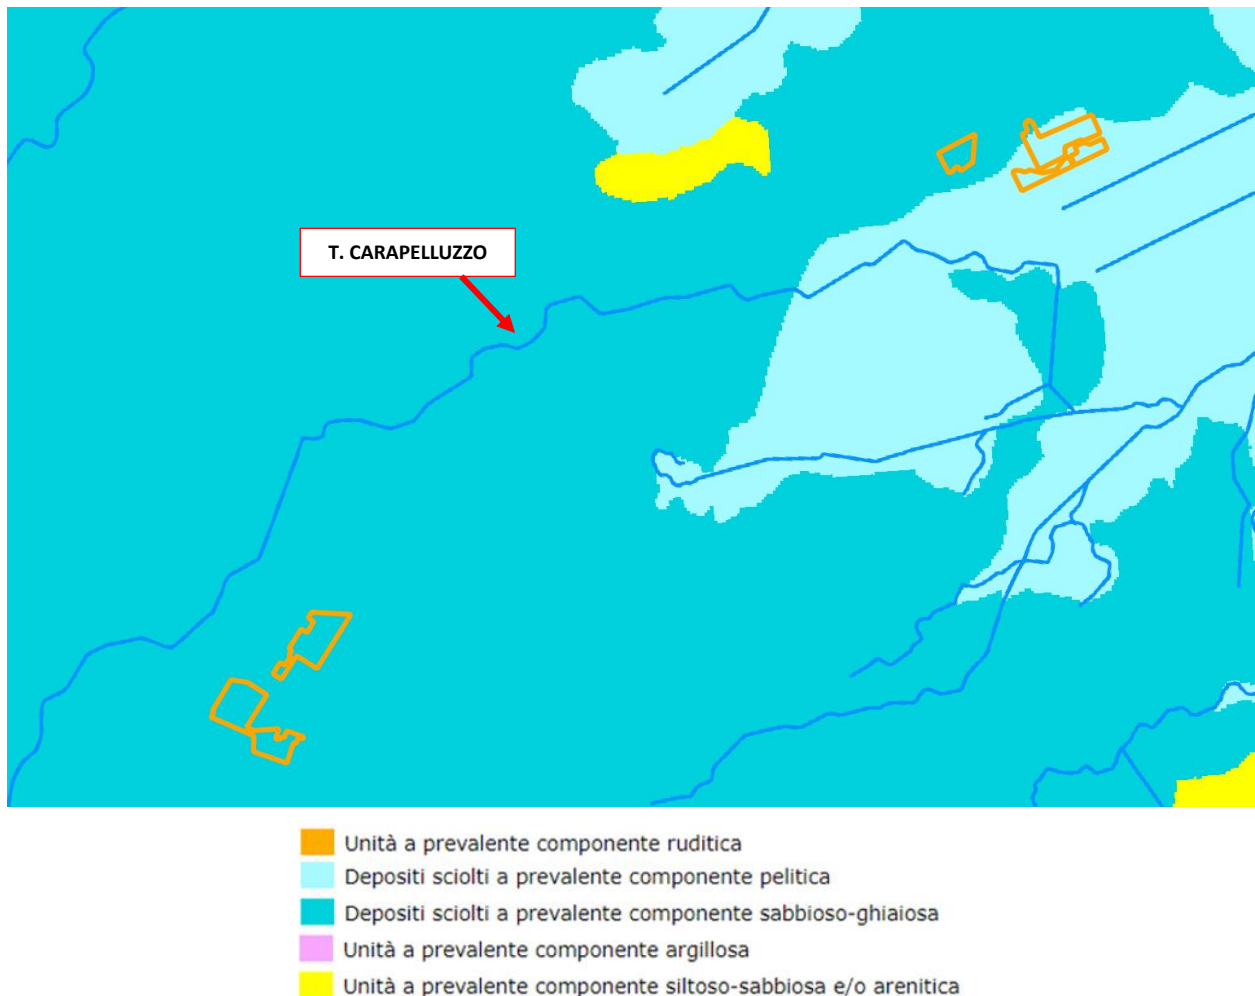 T. CARAPELLUZZO
Unità a prevalente componente ruditica
Depositi sciolti a prevalente componente pelitica
Depositi sciolti a prevalente componente sabbioso-ghiaiosa
Unità a prevalente componente argillosa
Unità a prevalente componente siltoso-sabbiosa e/o arenitica